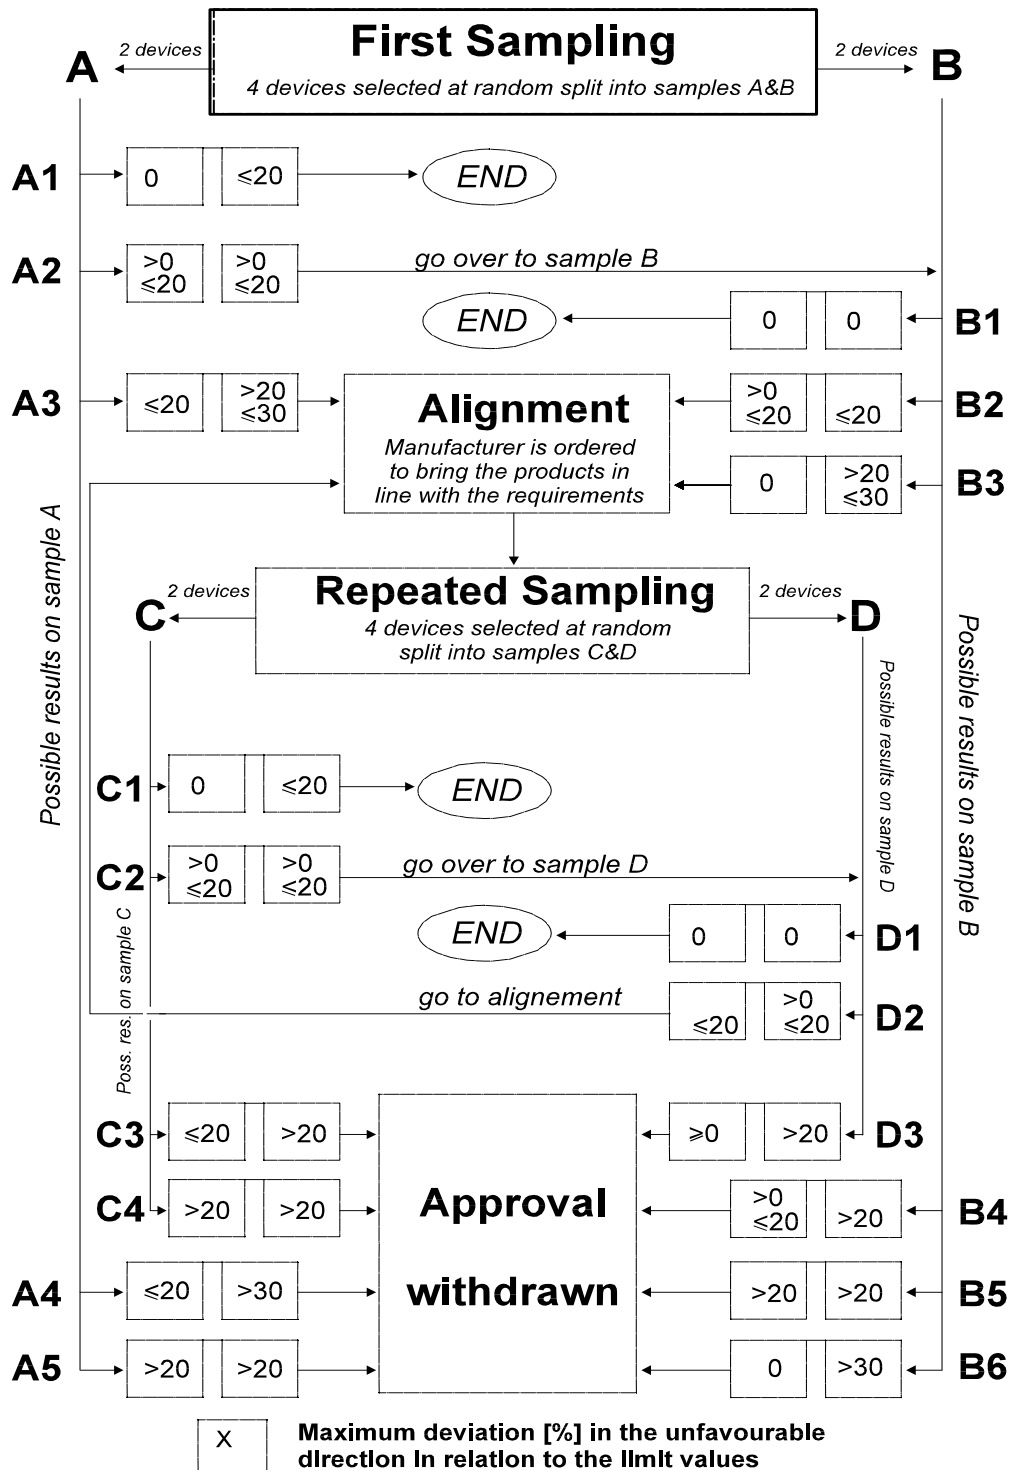 First Sampling
4 devices selected at random split into samples A&B
A
2 devices
2 devices
B
A1
0
≤20
END
A2
>0
≤20
>0
≤20
go over to sample B
END
0
0
B1
A3
≤20
>20
≤30
Alignment
Manufacturer is ordered
to bring the products in
line with the requirements
>0
≤20
≤20
B2
0
>20
≤30
B3
Possible results on sample A
Repeated Sampling
4 devices selected at random
split into samples C&D
C
2 devices
2 devices
D
Possible results on sample D
Possible results on sample B
C1
0
≤20
END
C2
>0
≤20
>0
≤20
go over to sample D
Poss. res. on sample C
END
0
0
D1
go to alignement
≤20
>0
≤20
D2
C3
≤20
>20
Approval
withdrawn
≥0
>20
D3
C4
>20
>20
>0
≤20
>20
B4
A4
≤20
>30
>20
>20
B5
A5
>20
>20
0
>30
B6
X
Maximum deviation [%] in the unfavourable
direction in relation to the limit values